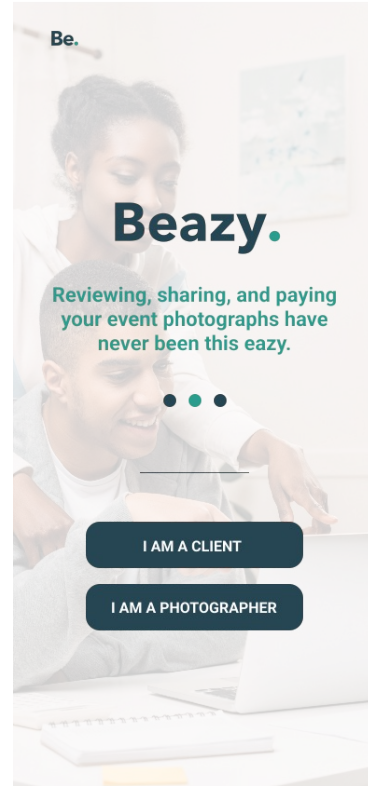 Be.
Beazy.
Reviewing, sharing, and paying
your event photographs have
never been this eazy.
I AM A CLIENT
I AM A PHOTOGRAPHER